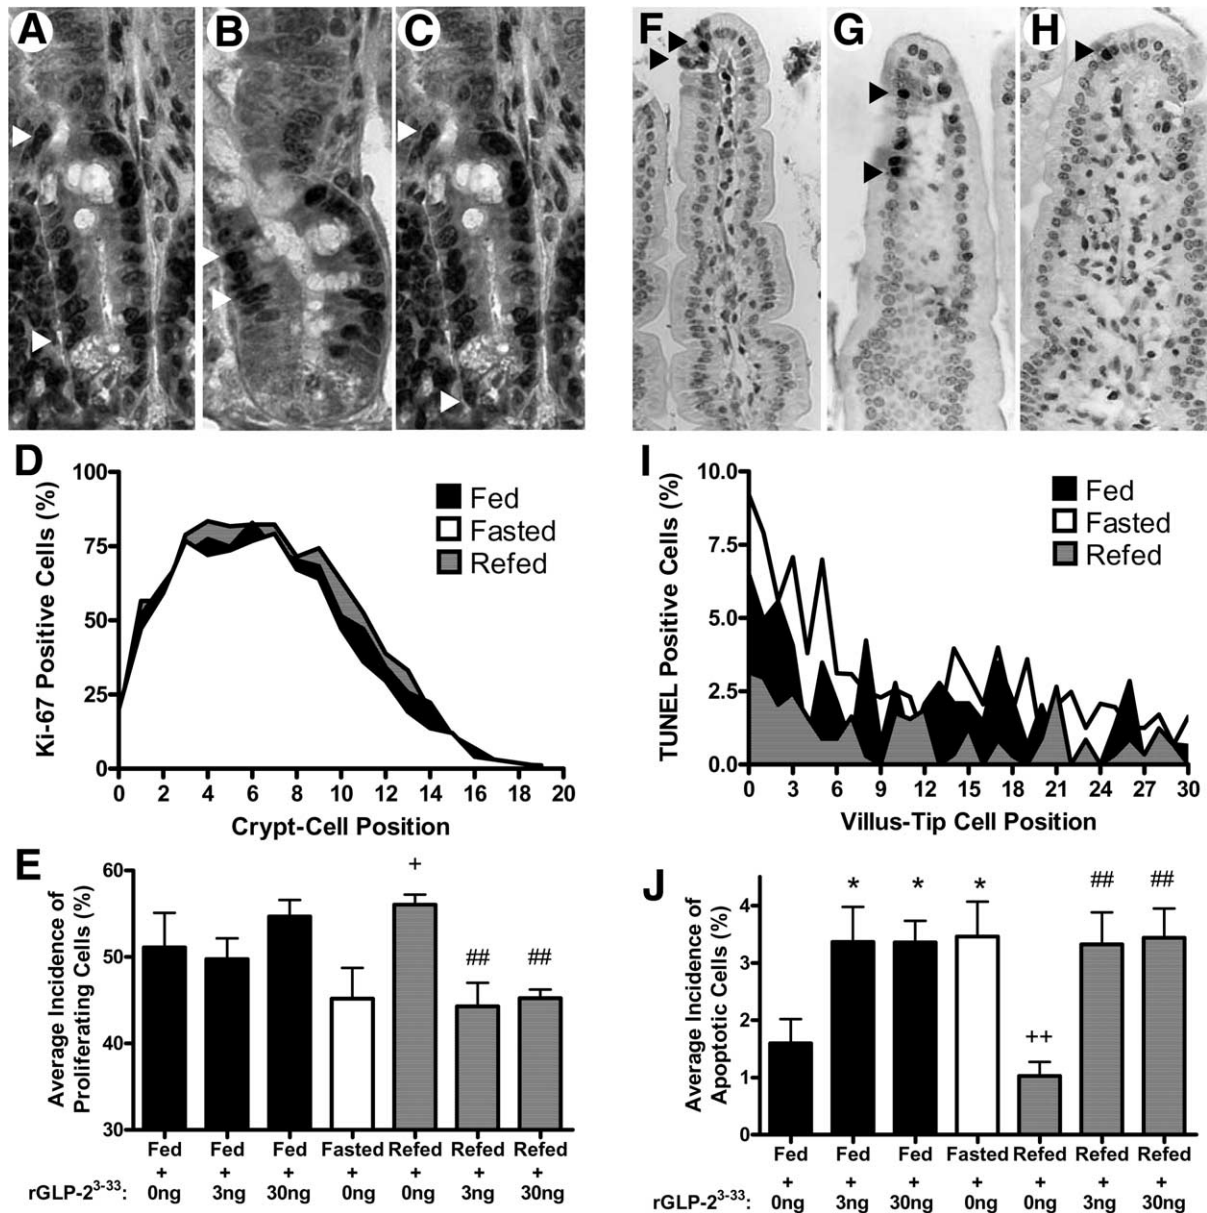 A B C
F G H
D
Ki-67 Positive Cells (%)
100
75
50
25
0
0 2 4 6 8 10 12 14 16 18 20
Crypt-Cell Position
Fed
Fasted
Refed
I
TUNEL Positive Cells (%)
10.0
7.5
5.0
2.5
0.0
0 3 6 9 12 15 18 21 24 27 30
Villus-Tip Cell Position
Fed
Fasted
Refed
E
Average Incidence of
Proliferating Cells (%)
60
50
40
30
+
## ##
Fed Fed Fed Fasted Refed Refed Refed
+ + + + + + +
rGLP-2³⁻³³: 0ng 3ng 30ng 0ng 0ng 3ng 30ng
J
Average Incidence of
Apoptotic Cells (%)
4
3
2
1
0
* * * ## ##
++
Fed Fed Fed Fasted Refed Refed Refed
+ + + + + + +
rGLP-2³⁻³³: 0ng 3ng 30ng 0ng 0ng 3ng 30ng